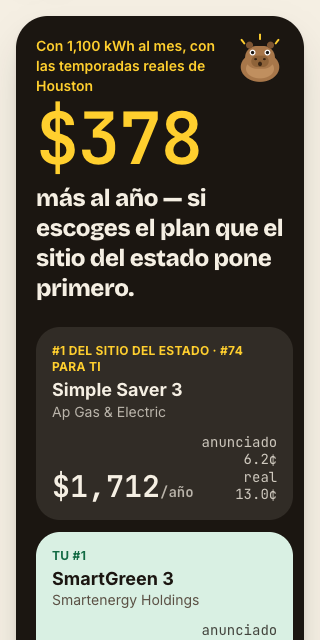 Con 1,100 kWh al mes, con
las temporadas reales de
Houston
$378
más al año — si
escoges el plan que el
sitio del estado pone
primero.
#1 DEL SITIO DEL ESTADO · #74
PARA TI
Simple Saver 3
Ap Gas & Electric
anunciado
6.2¢
real
$1,712/año
13.0¢
TU #1
SmartGreen 3
Smartenergy Holdings
anunciado